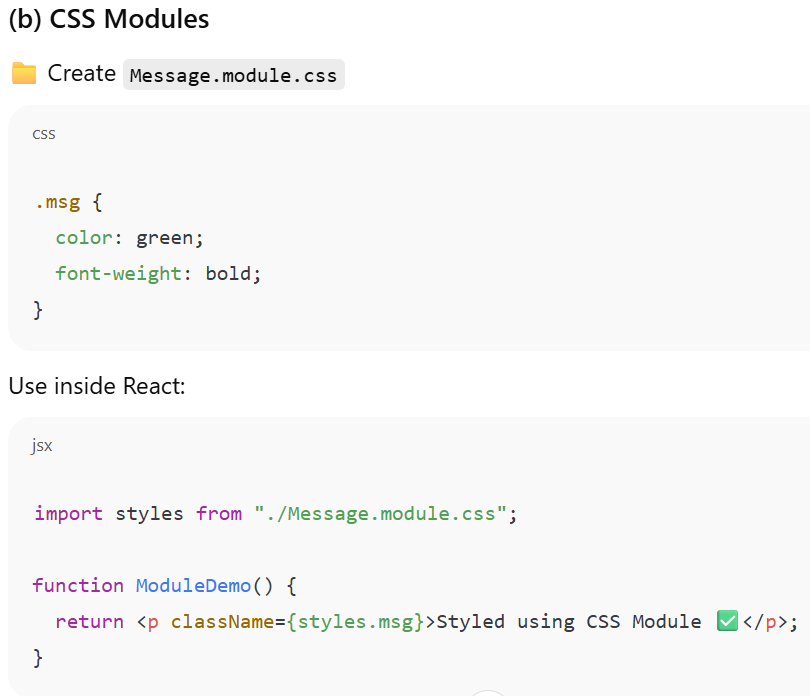 (b) CSS Modules
📁 Create Message.module.css
css
.msg {
  color: green;
  font-weight: bold;
}
Use inside React:
jsx
import styles from "./Message.module.css";
function ModuleDemo() {
  return <p className={styles.msg}>Styled using CSS Module ✅</p>;
}